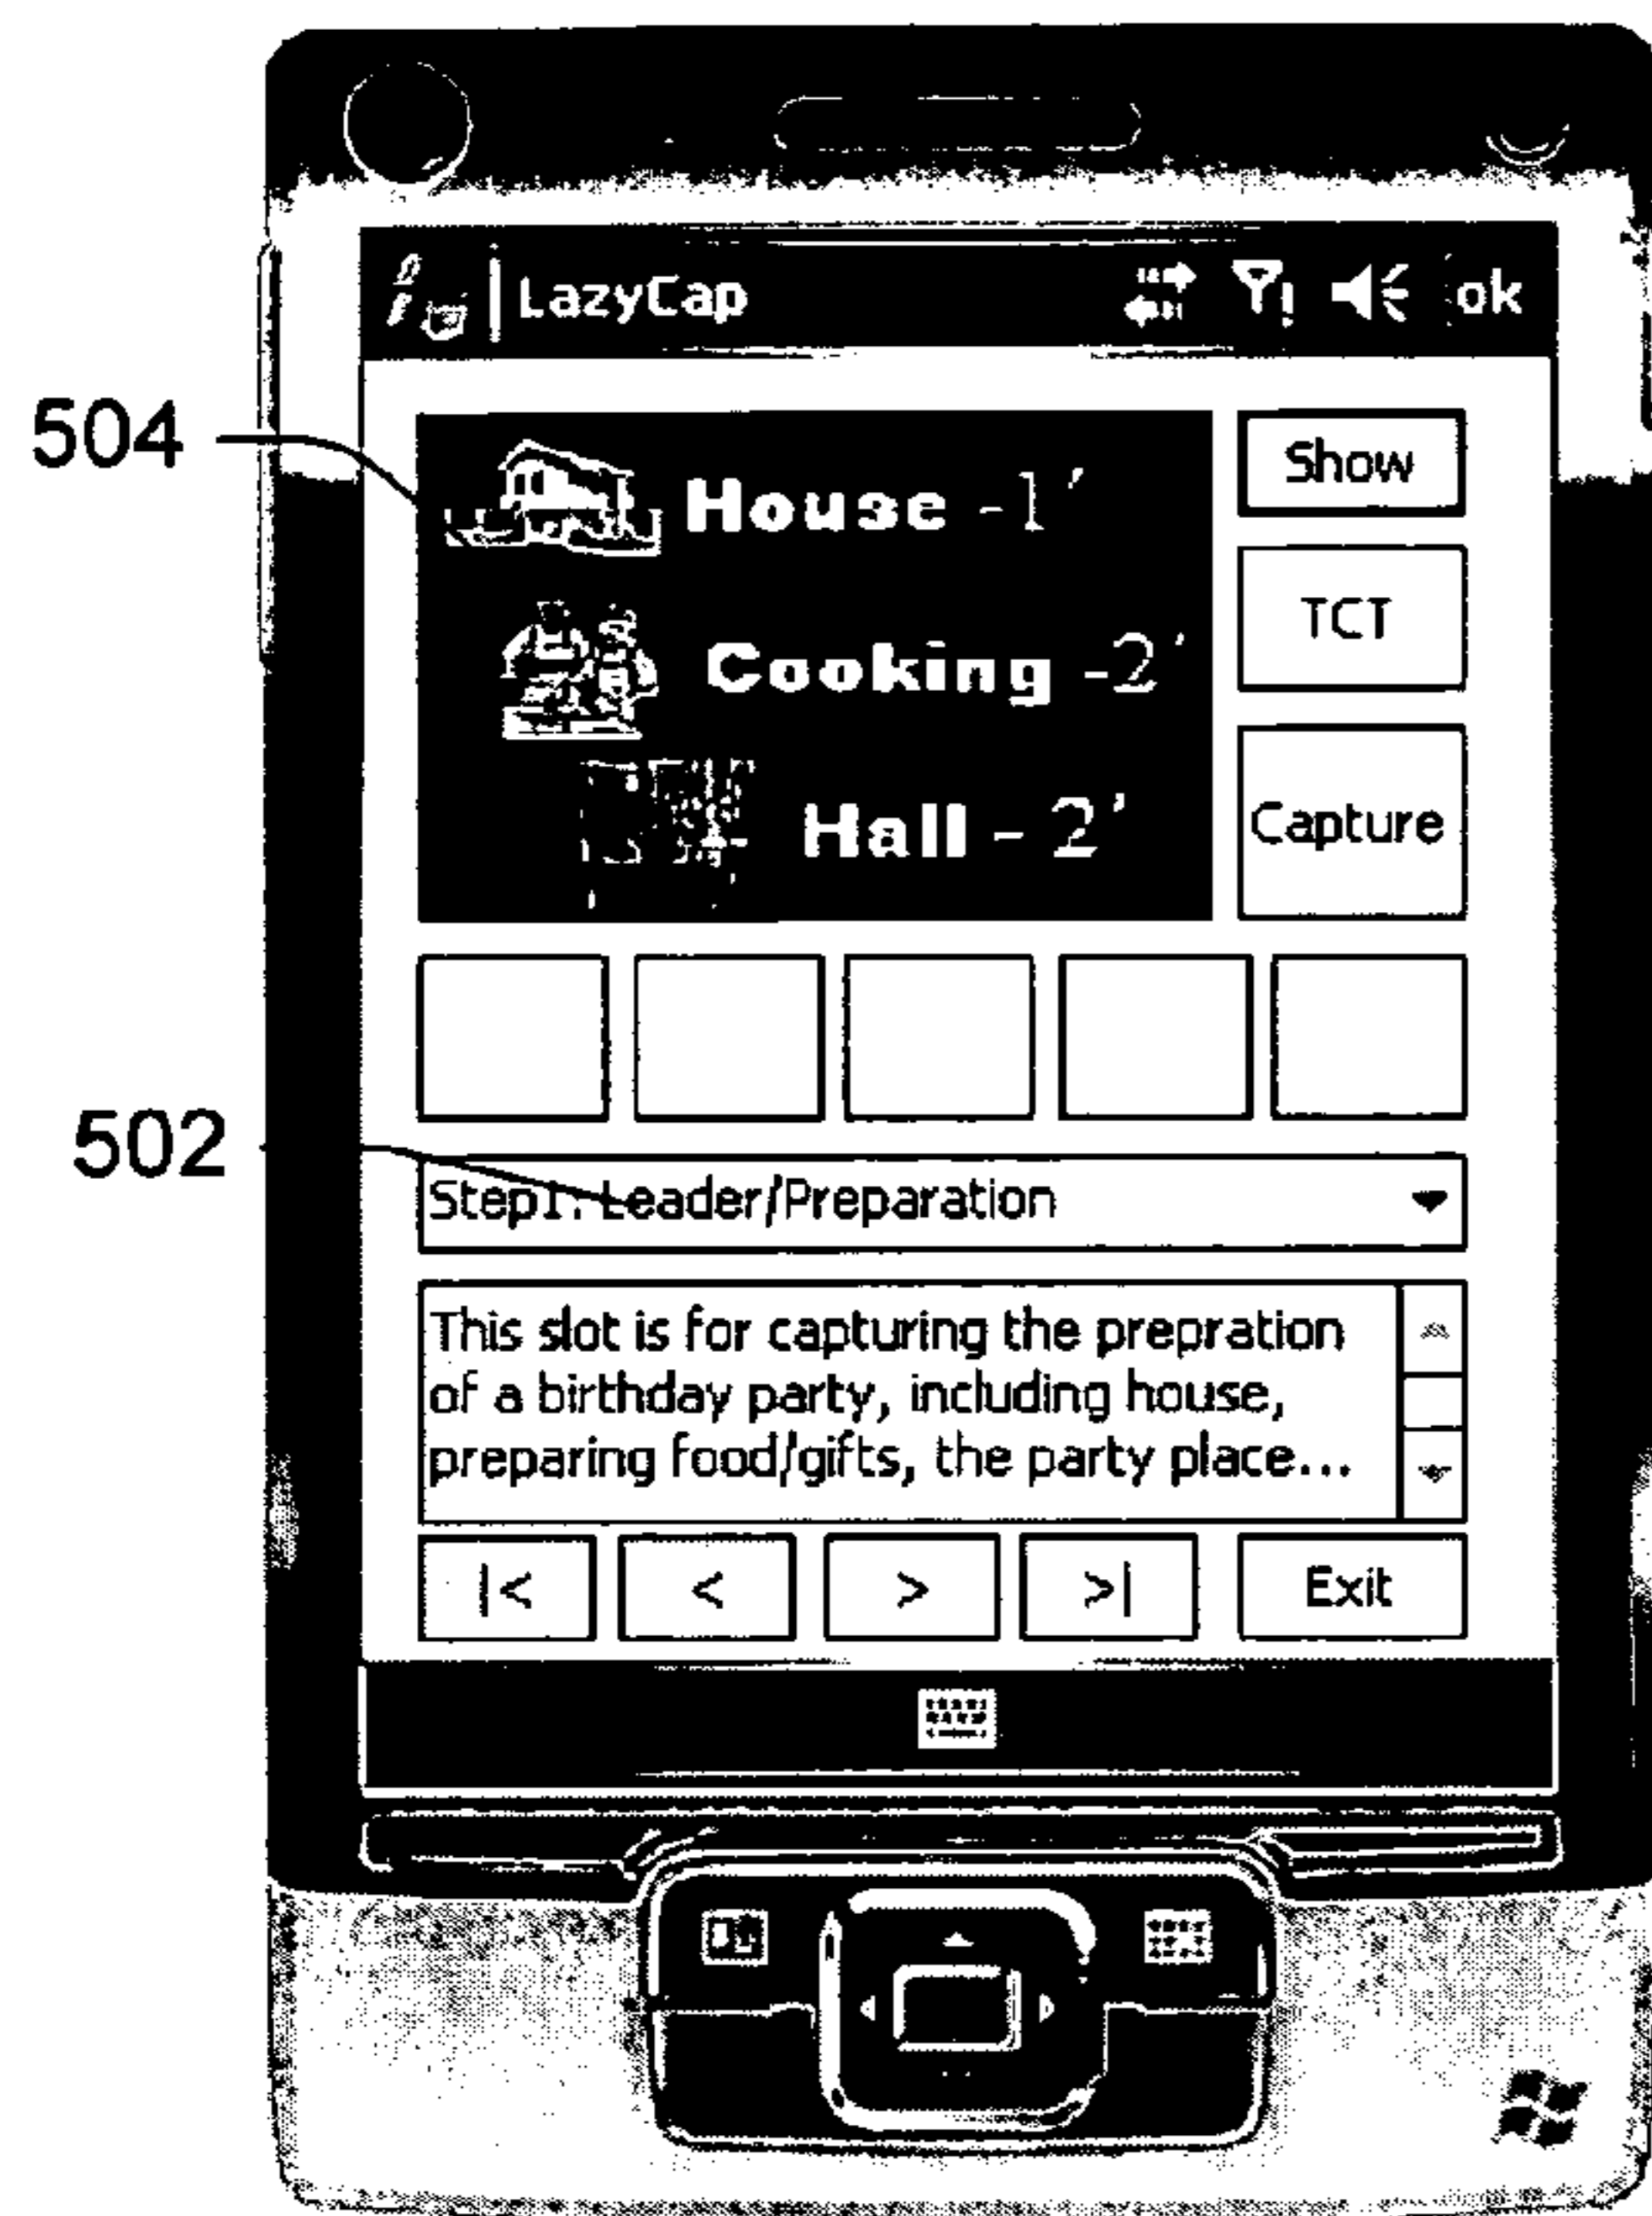 LazyCap ok
504
House -1′
Show
Cooking -2′
TCT
Hall - 2′
Capture
502
Step1: Leader/Preparation
This slot is for capturing the prepration
of a birthday party, including house,
preparing food/gifts, the party place...
|< < > >| Exit